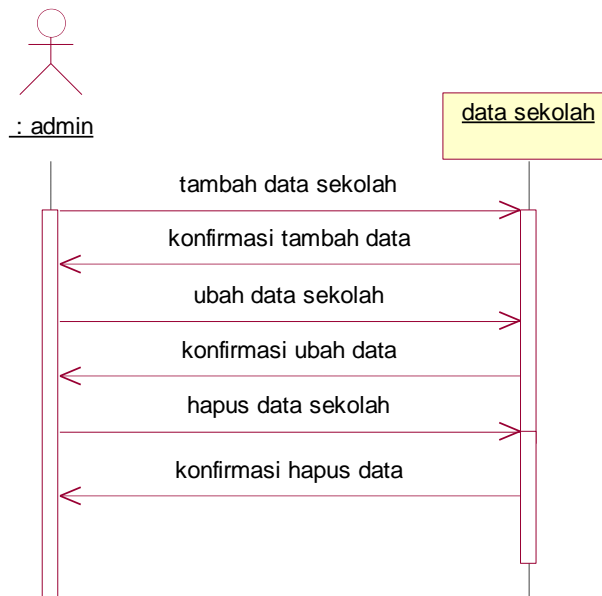 : admin
data sekolah
tambah data sekolah
konfirmasi tambah data
ubah data sekolah
konfirmasi ubah data
hapus data sekolah
konfirmasi hapus data